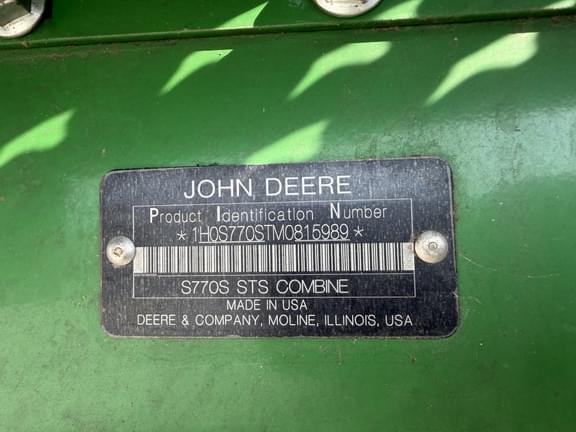 JOHN DEERE
Product Identification Number
*1H0S770STM0815989*
S770S STS COMBINE
MADE IN USA
DEERE & COMPANY, MOLINE, ILLINOIS, USA